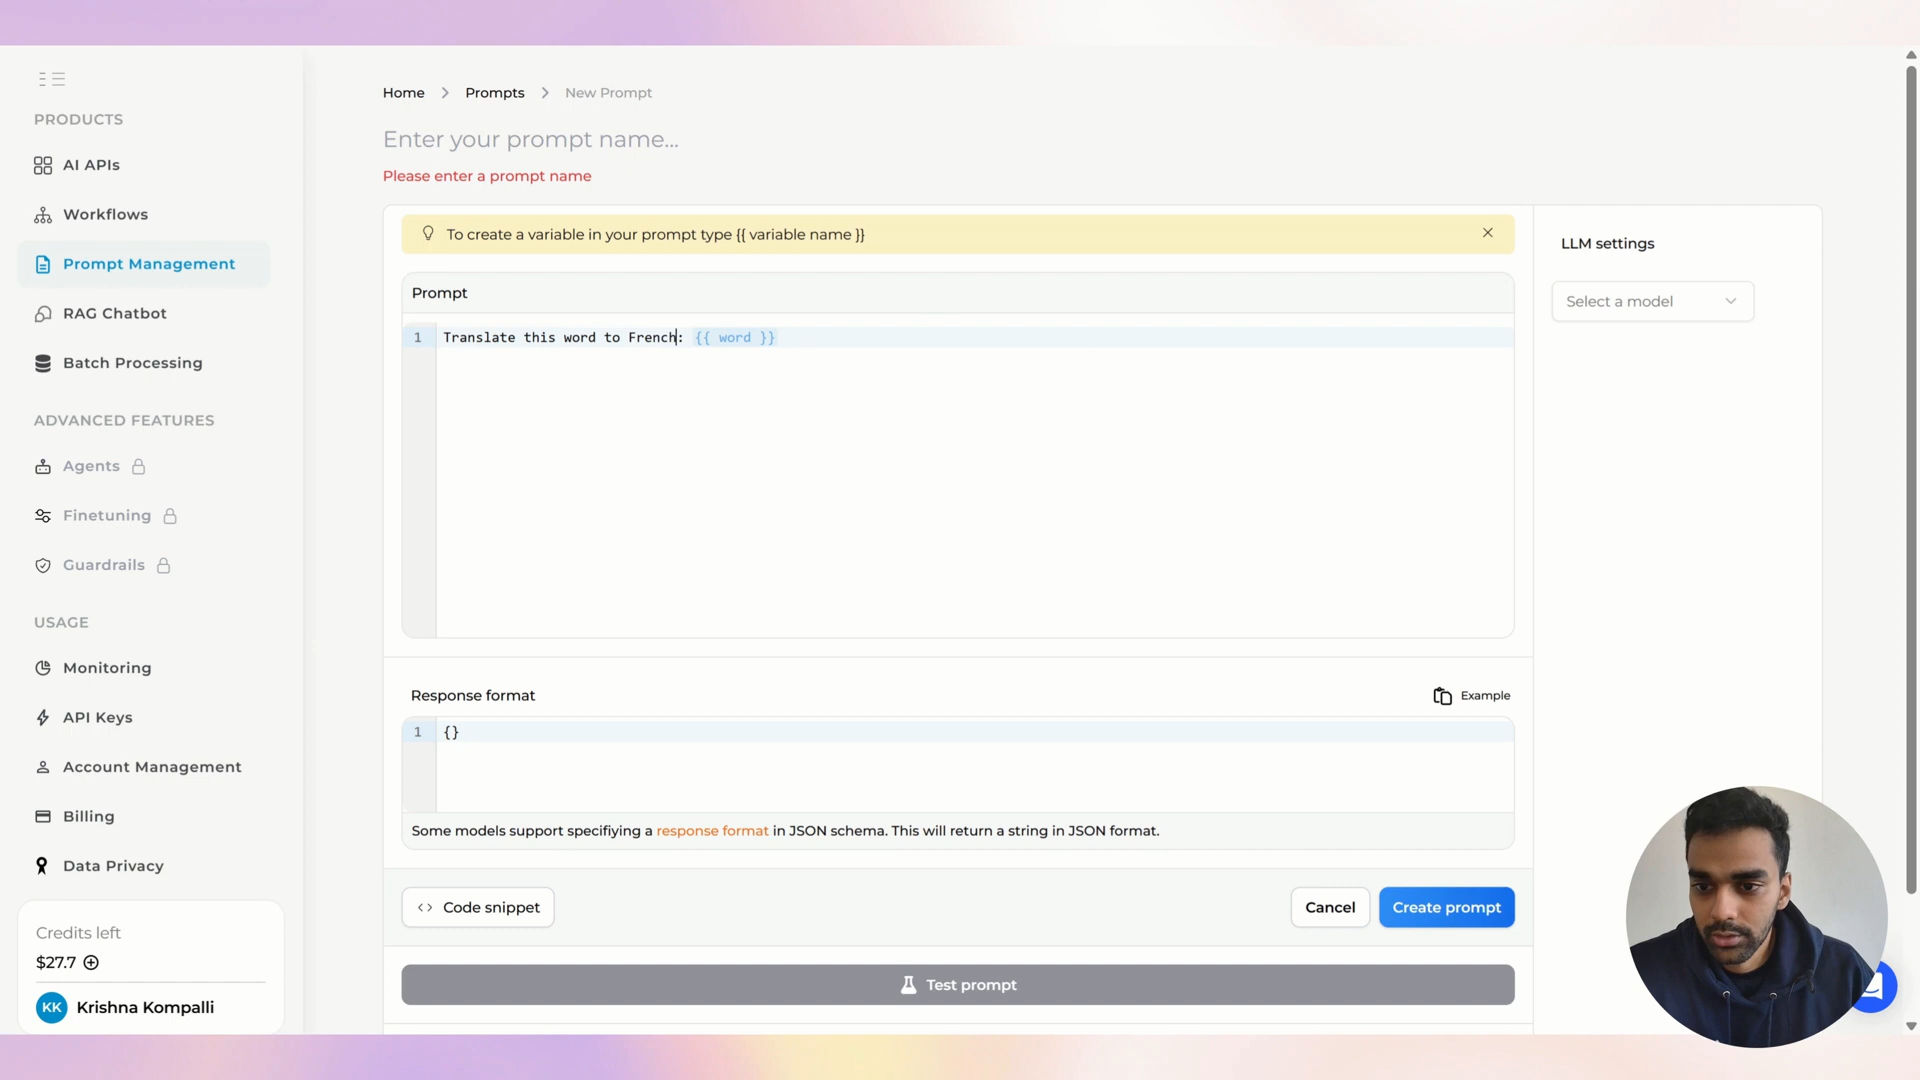 PRODUCTS
AI APIs
Workflows
Prompt Management
RAG Chatbot
Batch Processing
ADVANCED FEATURES
Agents
Finetuning
Guardrails
USAGE
Monitoring
API Keys
Account Management
Billing
Data Privacy
Credits left
$27.7
KK Krishna Kompalli
Home > Prompts > New Prompt
Enter your prompt name...
Please enter a prompt name
To create a variable in your prompt type {{ variable name }}
Prompt
1 Translate this word to French: {{ word }}
Response format
Example
1 {}
Some models support specifiying a response format in JSON schema. This will return a string in JSON format.
<> Code snippet
Cancel
Create prompt
Test prompt
LLM settings
Select a model